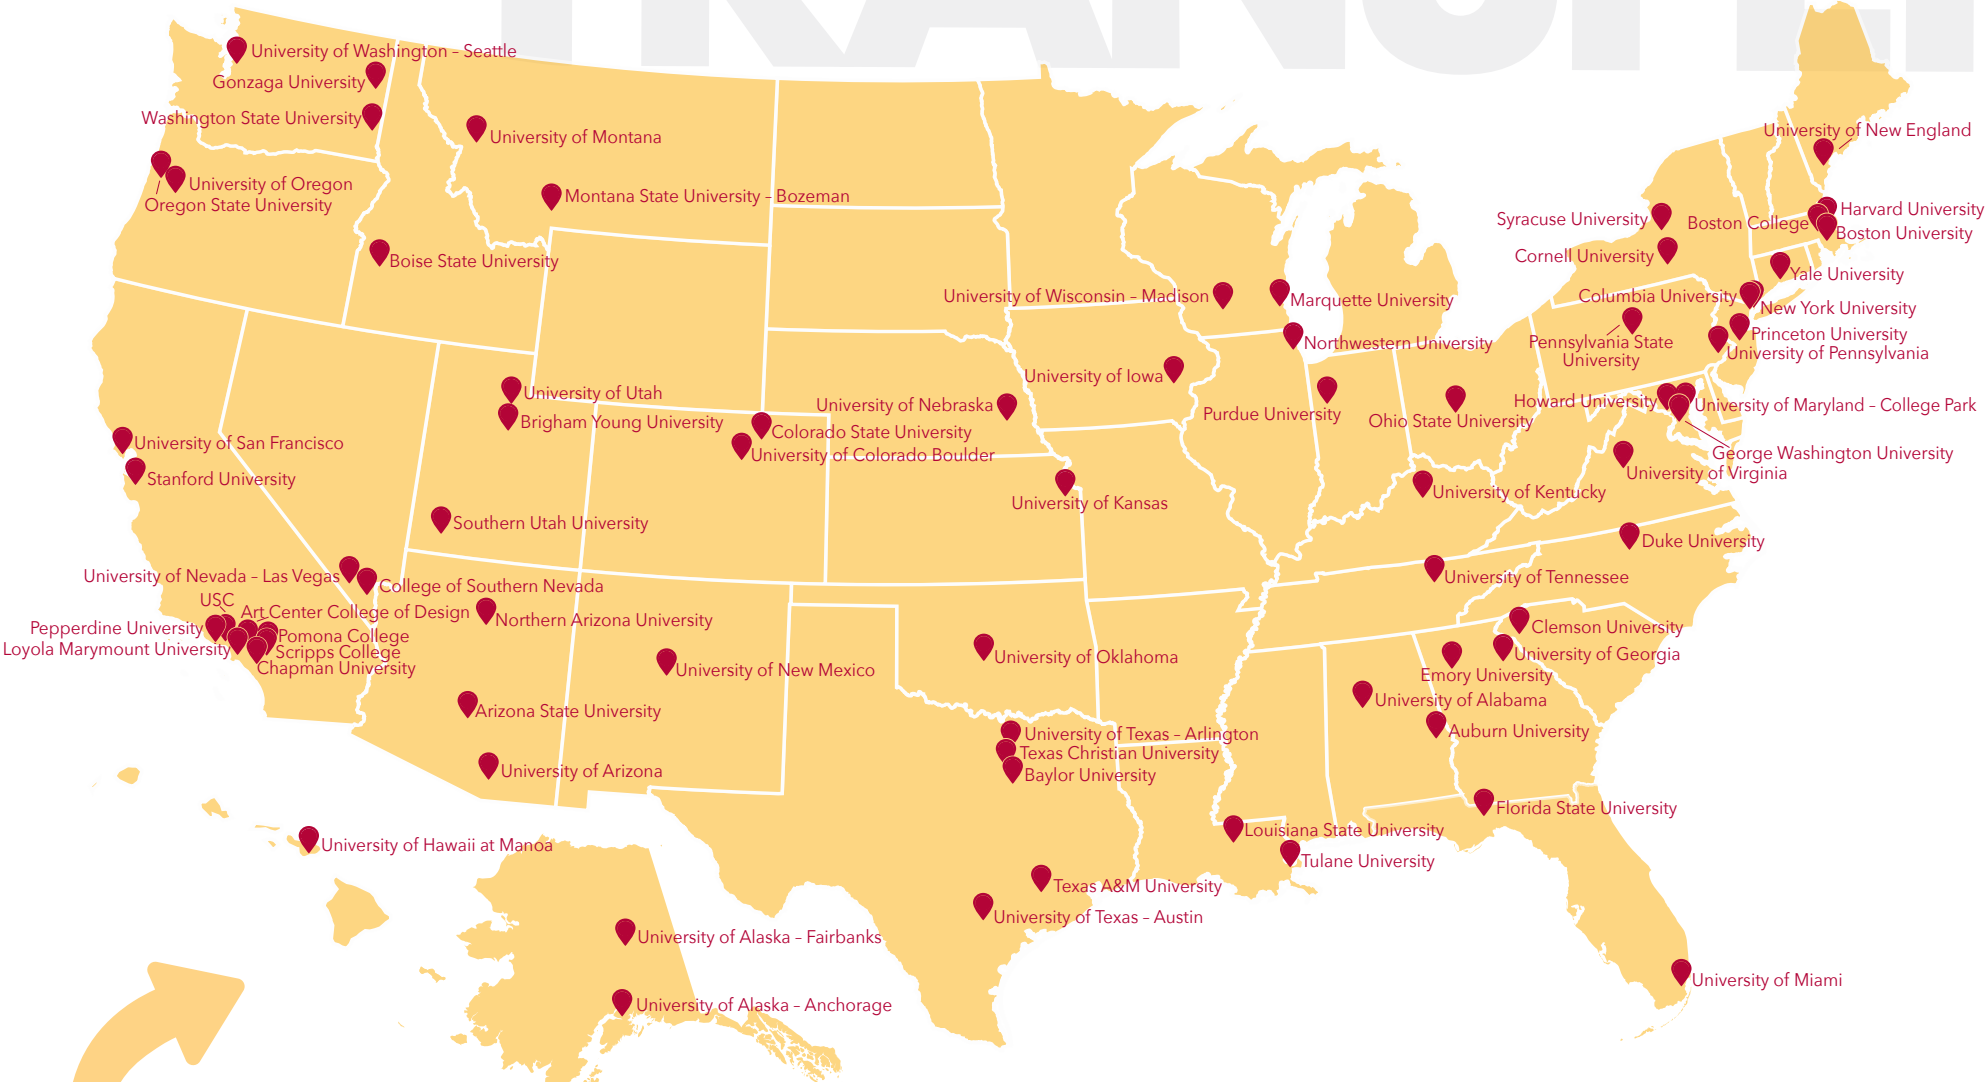 University of Washington – Seattle
Gonzaga University
Washington State University
University of Montana
University of New England
University of Oregon
Oregon State University
Montana State University – Bozeman
Boise State University
Syracuse University
Boston College
Harvard University
Boston University
Cornell University
Yale University
University of Wisconsin – Madison
Marquette University
Columbia University
New York University
Northwestern University
Pennsylvania State
University
Princeton University
University of Pennsylvania
University of Iowa
University of Utah
Brigham Young University
University of Nebraska
Purdue University
Ohio State University
Howard University
University of Maryland – College Park
Colorado State University
University of Colorado Boulder
University of San Francisco
Stanford University
George Washington University
University of Virginia
University of Kansas
University of Kentucky
Southern Utah University
Duke University
University of Nevada – Las Vegas
College of Southern Nevada
University of Tennessee
USC
Art Center College of Design
Northern Arizona University
Pepperdine University
Pomona College
Loyola Marymount University
Scripps College
Chapman University
Clemson University
University of Oklahoma
University of Georgia
University of New Mexico
Emory University
University of Alabama
Arizona State University
Auburn University
University of Texas – Arlington
Texas Christian University
Baylor University
University of Arizona
Florida State University
Louisiana State University
University of Hawaii at Manoa
Tulane University
Texas A&M University
University of Texas – Austin
University of Alaska – Fairbanks
University of Miami
University of Alaska – Anchorage